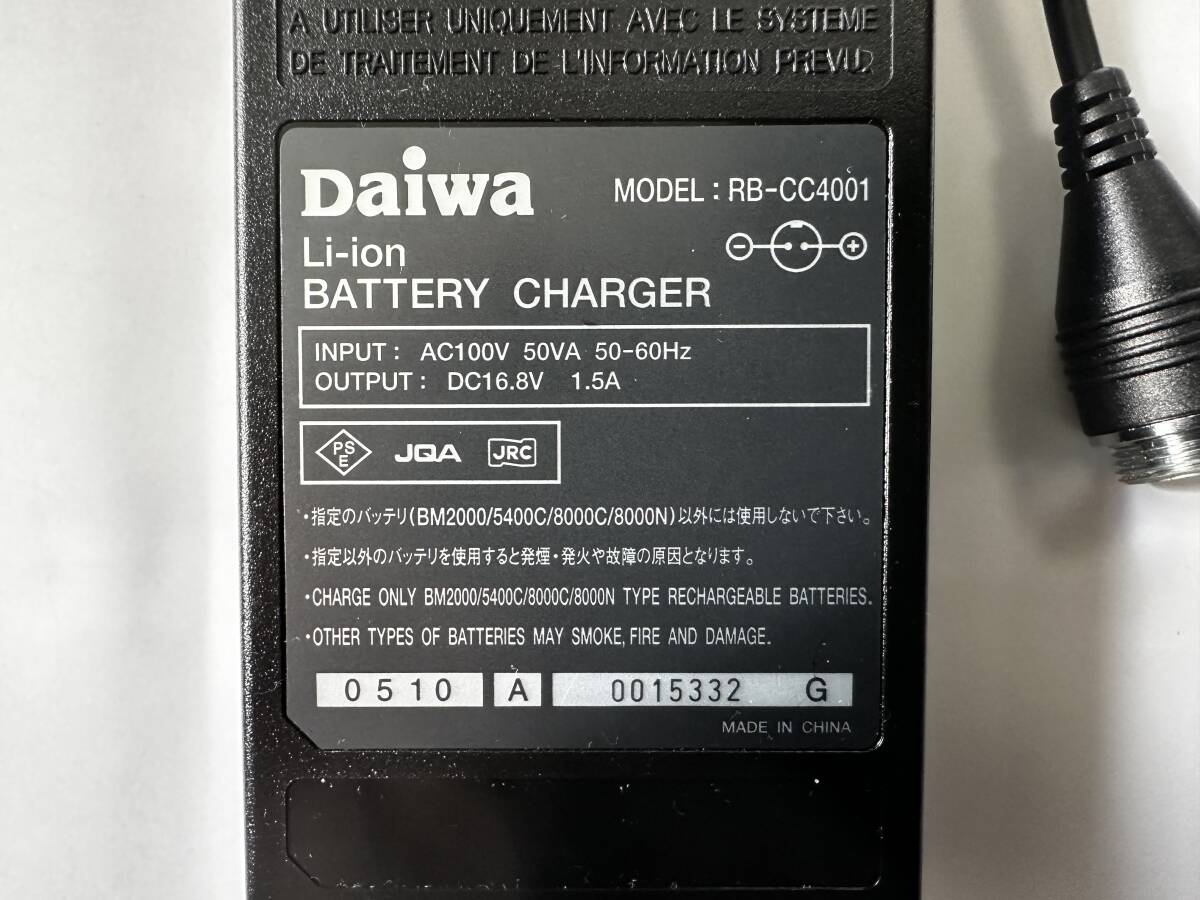 A UTILISER UNIQUEMENT AVEC LE SYSTEME
DE TRAITEMENT DE L'INFORMATION PREVU.
Daiwa
MODEL : RB-CC4001
Li-ion
BATTERY CHARGER
INPUT : AC100V 50VA 50-60Hz
OUTPUT : DC16.8V 1.5A
PSE JQA JRC
・指定のバッテリ(BM2000/5400C/8000C/8000N)以外には使用しないで下さい。
・指定以外のバッテリを使用すると発煙・発火や故障の原因となります。
・CHARGE ONLY BM2000/5400C/8000C/8000N TYPE RECHARGEABLE BATTERIES.
・OTHER TYPES OF BATTERIES MAY SMOKE, FIRE AND DAMAGE.
0510 A 0015332 G
MADE IN CHINA